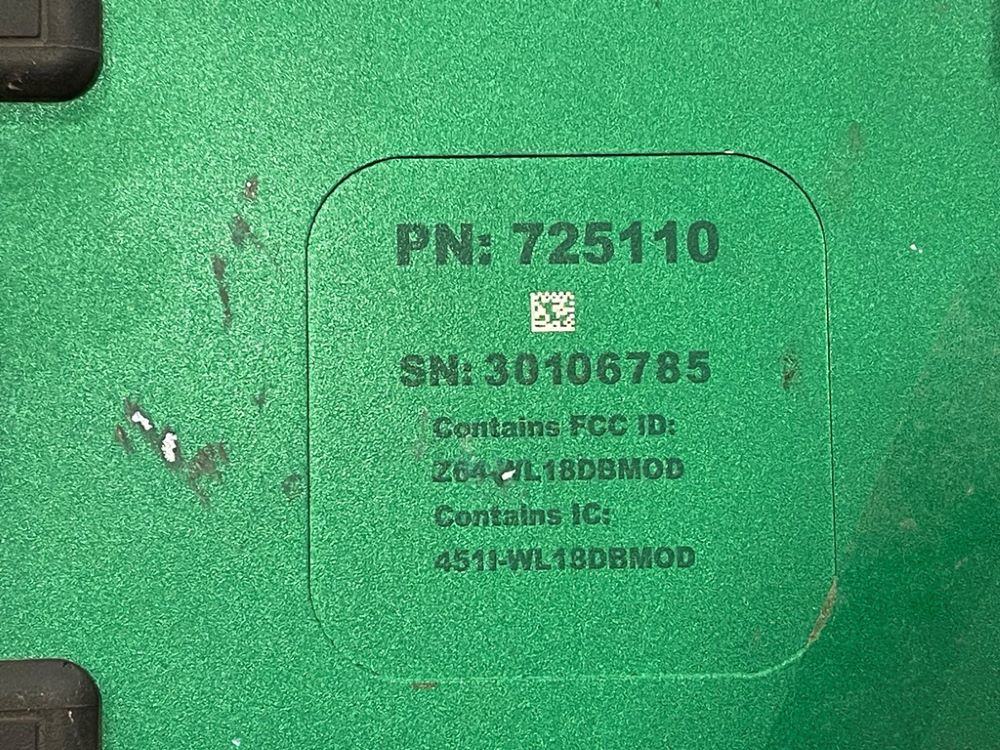 PN: 725110
SN: 30106785
Contains FCC ID:
Z64-WL18DBMOD
Contains IC:
451I-WL18DBMOD